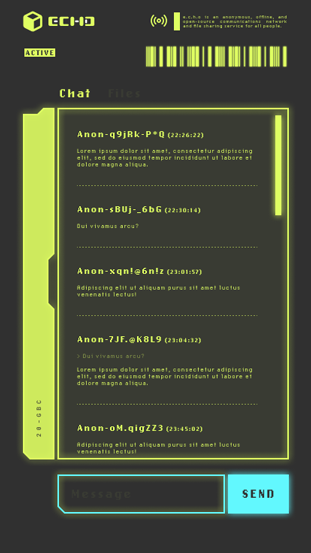 ECHO
e.c.h.o is an anonymous, offline, and
open-source communications network
and file sharing service for all people.
ACTIVE
Chat files
Anon-q9jRk-P*Q (22:26:22)
Lorem ipsum dolor sit amet, consectetur adipiscing
elit, sed do eiusmod tempor incididunt ut labore et
dolore magna aliqua.
Anon-sBUj-_6bG (22:30:14)
Dui vivamus arcu?
Anon-xqn!@6n!z (23:01:57)
Adipiscing elit ut aliquam purus sit amet luctus
venenatis lectus!
Anon-7JF.@K8L9 (23:04:32)
> Dui vivamus arcu?
Lorem ipsum dolor sit amet, consectetur adipiscing
elit, sed do eiusmod tempor incididunt ut labore et
dolore magna aliqua.
Anon-oM.qigZZ3 (23:45:02)
Adipiscing elit ut aliquam purus sit amet luctus
venenatis lectus!
20-GBC
Message
SEND